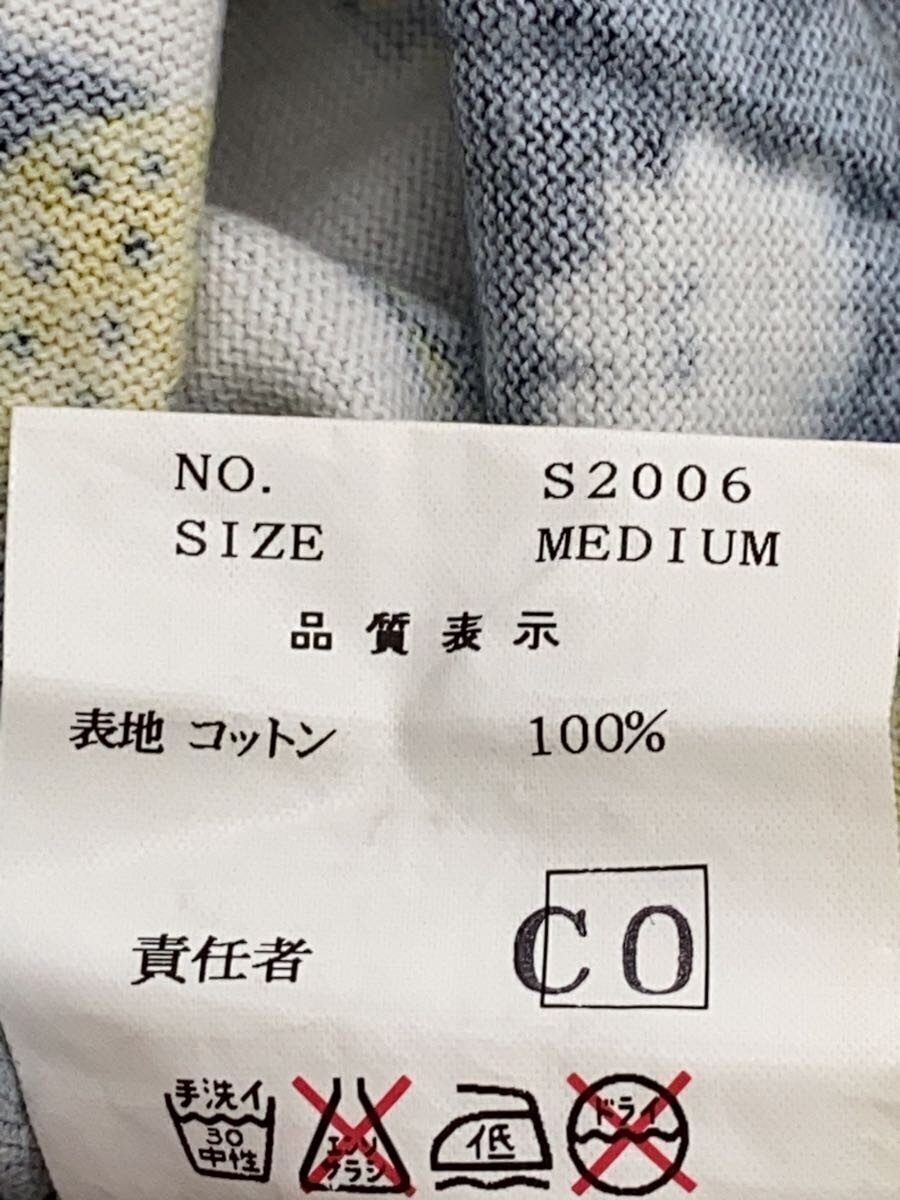 NO. S2006
SIZE MEDIUM
品質表示
表地 コットン 100%
責任者 CO
手洗イ
30
中性
エンソ
サラシ
低
ドライ